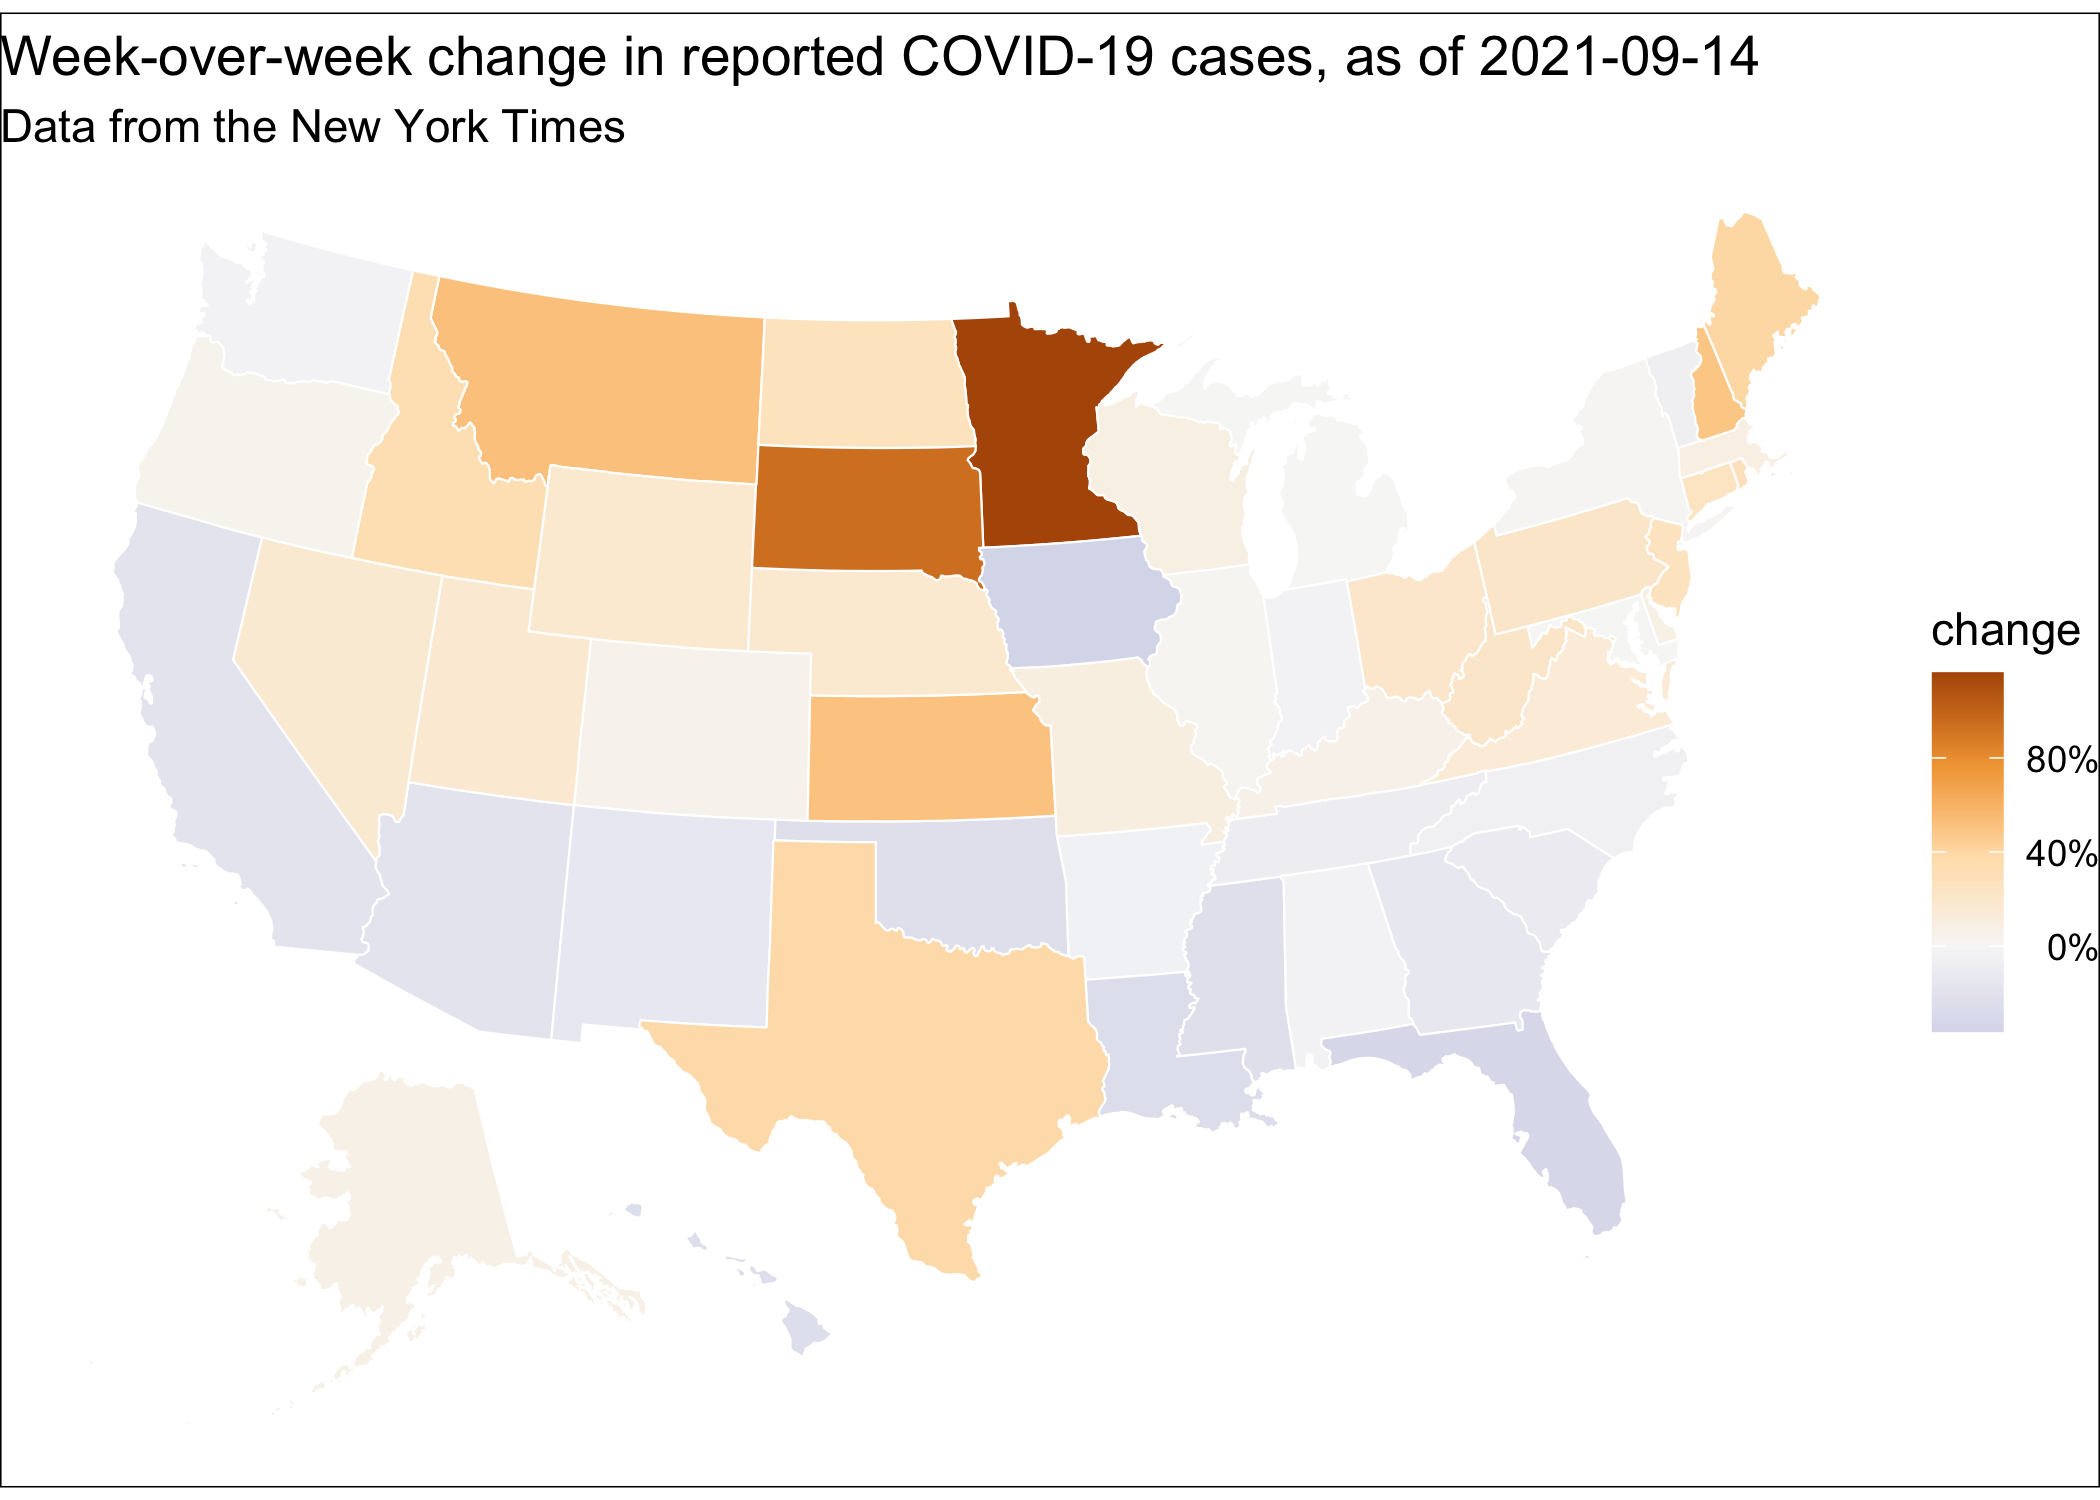 Week-over-week change in reported COVID-19 cases, as of 2021-09-14
Data from the New York Times
change
80%
40%
0%